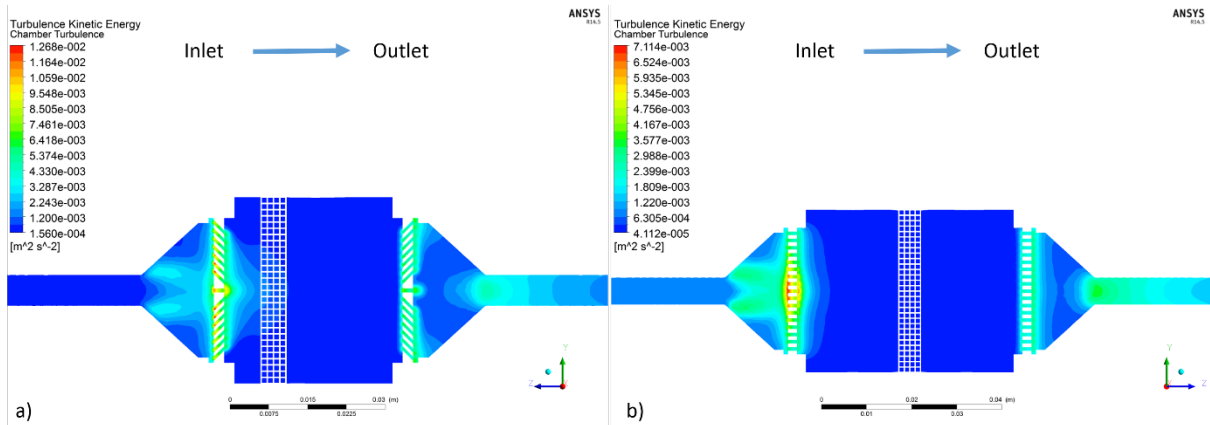 Turbulence Kinetic Energy
Chamber Turbulence
1.268e-002
1.164e-002
1.059e-002
9.548e-003
8.505e-003
7.461e-003
6.418e-003
5.374e-003
4.330e-003
3.287e-003
2.243e-003
1.200e-003
1.560e-004
[m^2 s^-2]
Inlet
Outlet
ANSYS
R16.5
Y
Z
X
0
0.015
0.03 (m)
0.0075
0.0225
a)
Turbulence Kinetic Energy
Chamber Turbulence
7.114e-003
6.524e-003
5.935e-003
5.345e-003
4.756e-003
4.167e-003
3.577e-003
2.988e-003
2.399e-003
1.809e-003
1.220e-003
6.305e-004
4.112e-005
[m^2 s^-2]
Inlet
Outlet
ANSYS
R16.5
Y
X
Z
0
0.02
0.04 (m)
0.01
0.03
b)